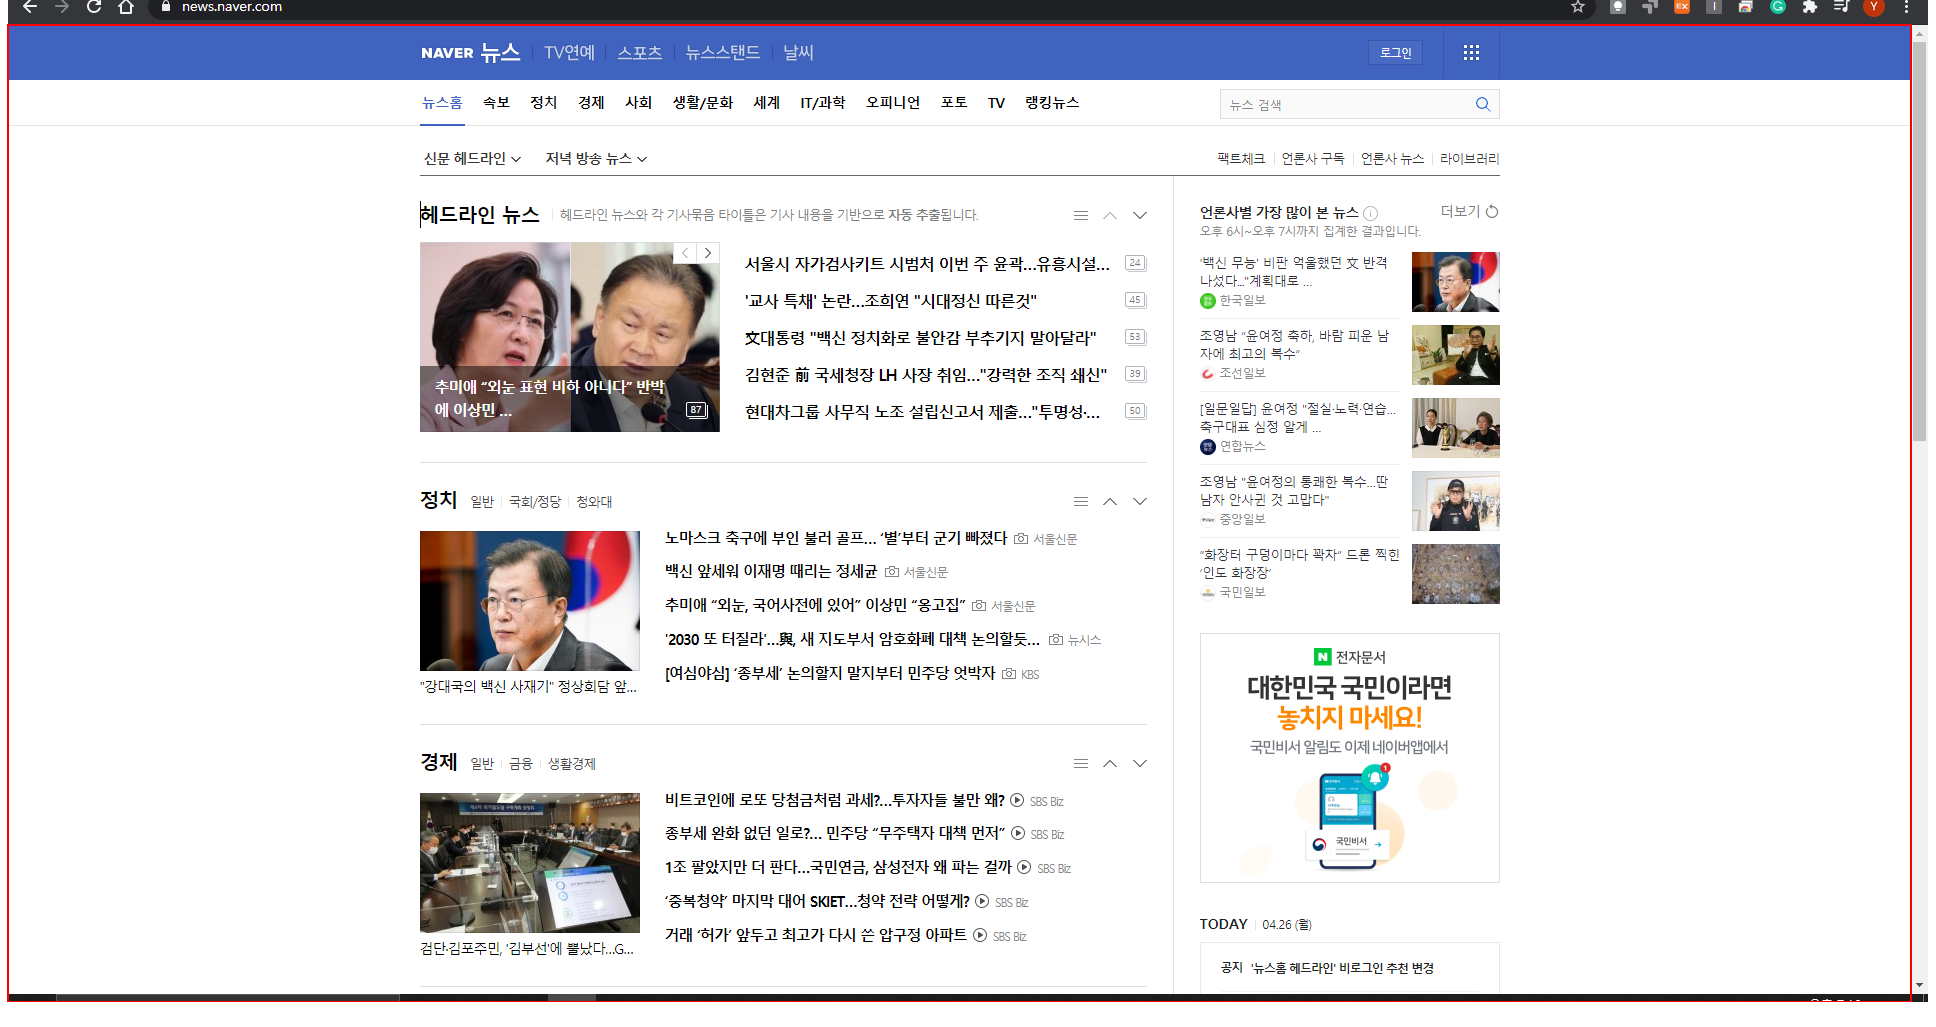 news.naver.com
EX
Y
NAVER 뉴스 TV연예 스포츠 뉴스스탠드 날씨
로그인
뉴스홈 속보 정치 경제 사회 생활/문화 세계 IT/과학 오피니언 포토 TV 랭킹뉴스
뉴스 검색
신문 헤드라인 저녁 방송 뉴스
팩트체크 언론사 구독 언론사 뉴스 라이브러리
헤드라인 뉴스 헤드라인 뉴스와 각 기사묶음 타이틀은 기사 내용을 기반으로 자동 추출됩니다.
추미애 “외눈 표현 비하 아니다” 반박
에 이상민 ... 87
서울시 자가검사키트 시범처 이번 주 윤곽...유흥시설... 24
'교사 특채' 논란...조희연 "시대정신 따른것" 45
文대통령 "백신 정치화로 불안감 부추기지 말아달라" 53
김현준 前 국세청장 LH 사장 취임..."강력한 조직 쇄신" 39
현대차그룹 사무직 노조 설립신고서 제출..."투명성·... 50
정치 일반 국회/정당 청와대
"강대국의 백신 사재기" 정상회담 앞...
노마스크 축구에 부인 불러 골프... ‘별’부터 군기 빠졌다 서울신문
백신 앞세워 이재명 때리는 정세균 서울신문
추미애 “외눈, 국어사전에 있어” 이상민 “옹고집” 서울신문
'2030 또 터질라'...與, 새 지도부서 암호화폐 대책 논의할듯... 뉴시스
[여심야심] ‘종부세’ 논의할지 말지부터 민주당 엇박자 KBS
경제 일반 금융 생활경제
검단·김포주민, '김부선'에 뿔났다...G...
비트코인에 로또 당첨금처럼 과세?...투자자들 불만 왜? SBS Biz
종부세 완화 없던 일로?... 민주당 “무주택자 대책 먼저” SBS Biz
1조 팔았지만 더 판다...국민연금, 삼성전자 왜 파는 걸까 SBS Biz
‘중복청약’ 마지막 대어 SKIET...청약 전략 어떻게? SBS Biz
거래 ‘허가’ 앞두고 최고가 다시 쓴 압구정 아파트 SBS Biz
언론사별 가장 많이 본 뉴스 더보기
오후 6시~오후 7시까지 집계한 결과입니다.
'백신 무능' 비판 억울했던 文 반격
나섰다..."계획대로 ...
한국일보
조영남 “윤여정 축하, 바람 피운 남
자에 최고의 복수”
조선일보
[일문일답] 윤여정 "절실·노력·연습...
축구대표 심정 알게 ...
연합뉴스
조영남 "윤여정의 통쾌한 복수...딴
남자 안사귄 것 고맙다"
중앙일보
“화장터 구덩이마다 꽉차” 드론 찍힌
‘인도 화장장’
국민일보
N 전자문서
대한민국 국민이라면
놓치지 마세요!
국민비서 알림도 이제 네이버앱에서
1
국민비서
TODAY 04.26 (월)
공지 '뉴스홈 헤드라인' 비로그인 추천 변경